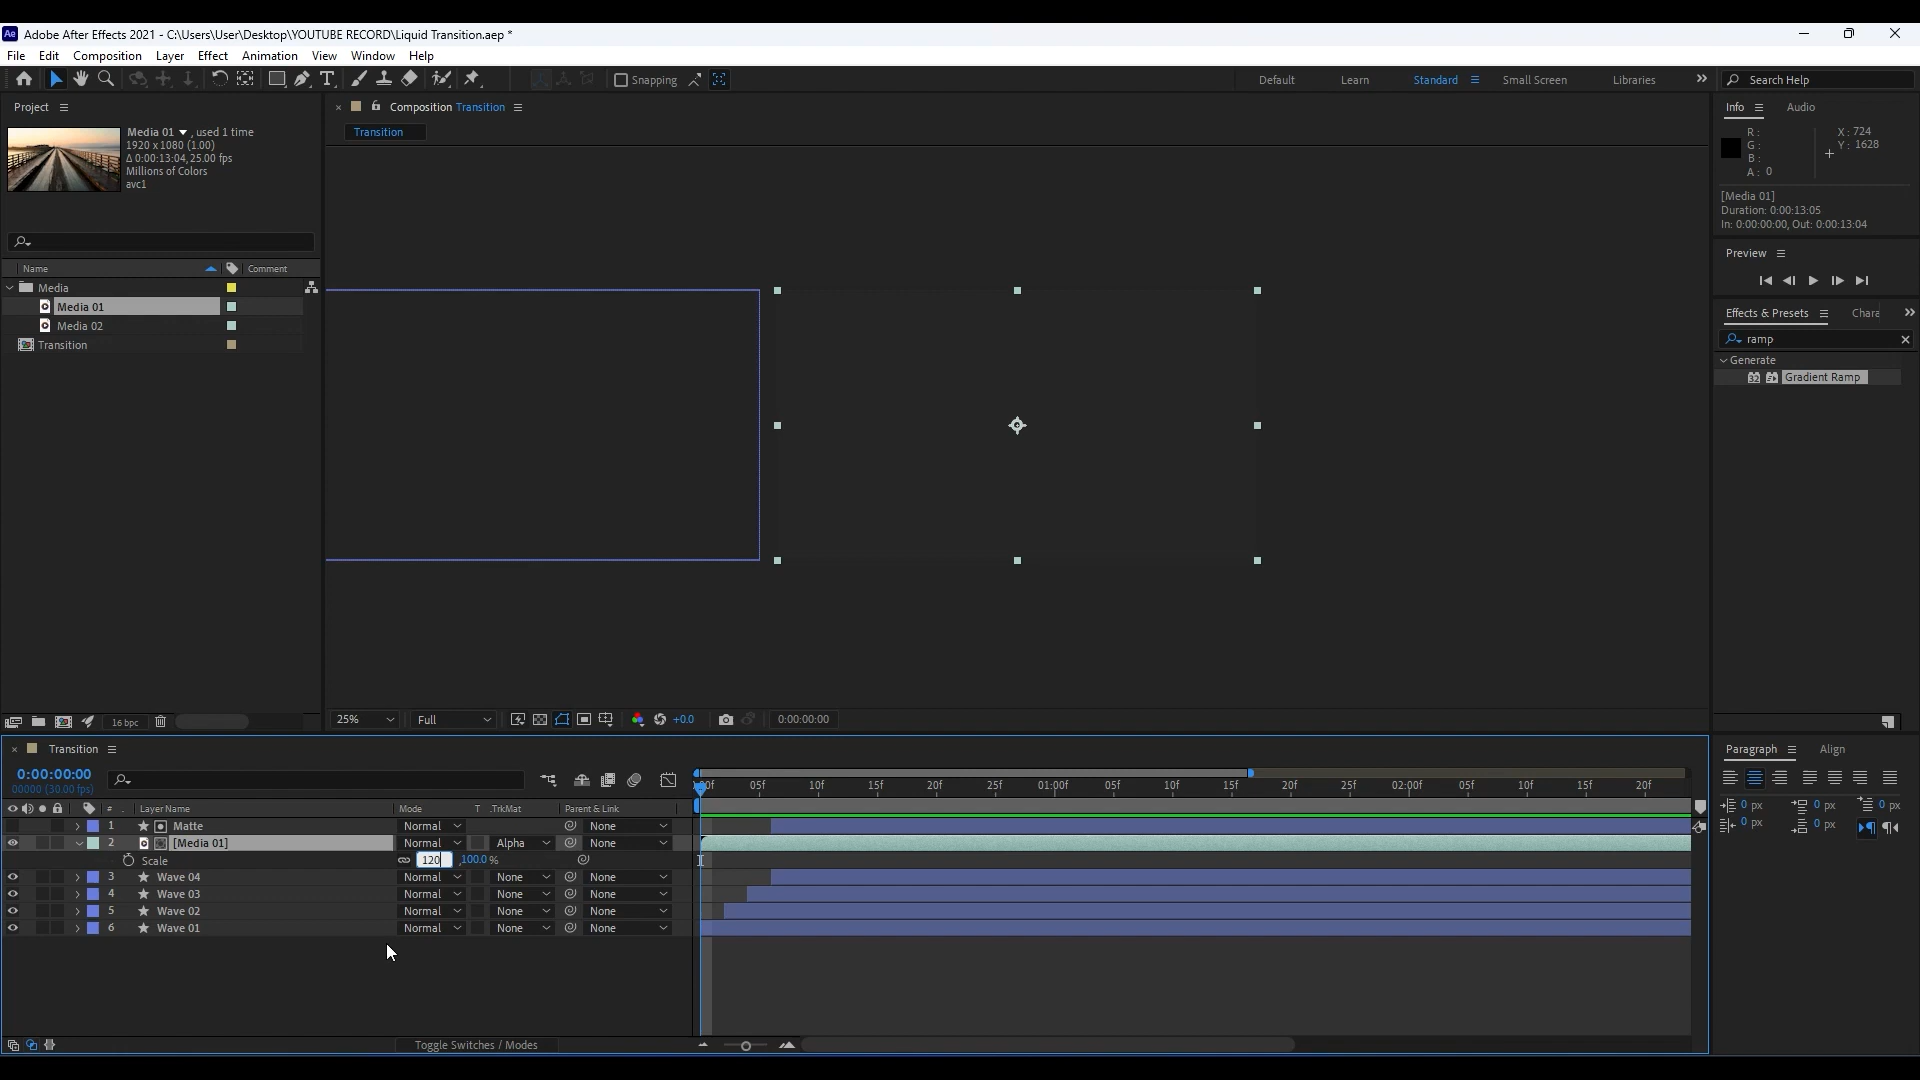 Ae Adobe After Effects 2021 - C:\Users\User\Desktop\YOUTUBE RECORD\Liquid Transition.aep *
File Edit Composition Layer Effect Animation View Window Help
Snapping Default Learn Standard Small Screen Libraries Search Help
Project
Media 01 , used 1 time
1920 x 1080 (1.00)
Δ 0:00:13:04, 25.00 fps
Millions of Colors
avc1
Name Comment
Media
Media 01
Media 02
Transition
16 bpc
Composition Transition
Transition
25% Full +0.0 0:00:00:00
Info Audio
R: X: 724
G: Y: 1628
B:
A: 0
[Media 01]
Duration: 0:00:13:05
In: 0:00:00:00, Out: 0:00:13:04
Preview
Effects & Presets Chara
ramp
Generate
32 Gradient Ramp
Transition
0:00:00:00
00000 (30.00 fps)
05f 10f 15f 20f 25f 01:00f 05f 10f 15f 20f 25f 02:00f 05f 10f 15f 20f
# Layer Name Mode T .TrkMat Parent & Link
1 Matte Normal None
2 [Media 01] Normal Alpha None
Scale 120 ,100.0 %
3 Wave 04 Normal None None
4 Wave 03 Normal None None
5 Wave 02 Normal None None
6 Wave 01 Normal None None
Toggle Switches / Modes
Paragraph Align
0 px 0 px 0 px
0 px 0 px